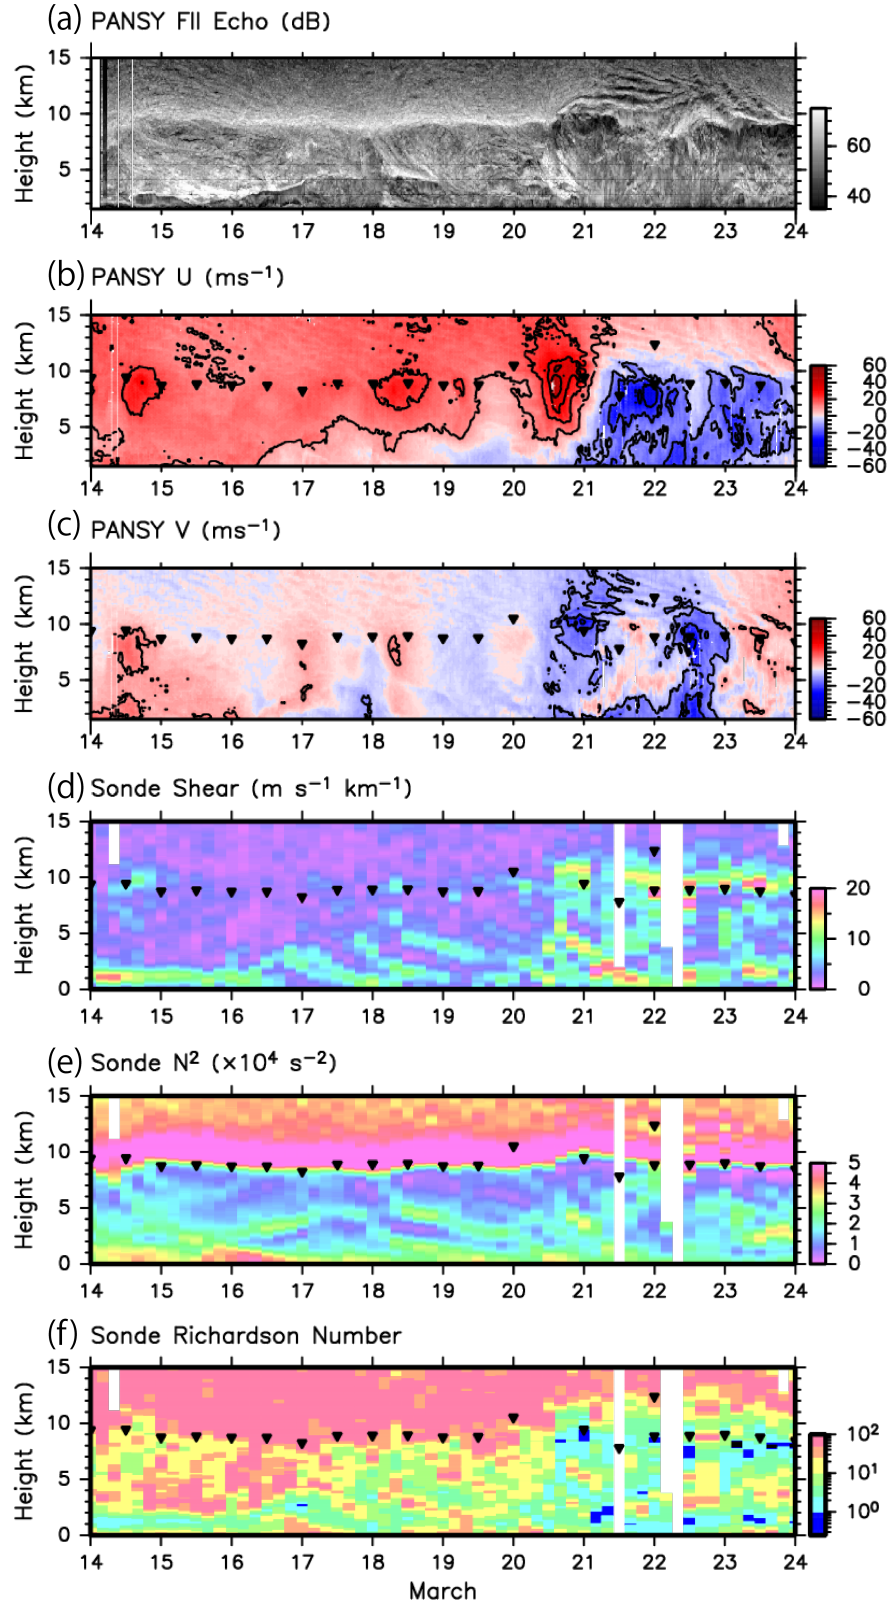 (a) PANSY FII Echo (dB)
15
10
5
Height (km)
60
40
14 15 16 17 18 19 20 21 22 23 24
(b) PANSY U (ms⁻¹)
15
10
5
Height (km)
60
40
20
0
−20
−40
−60
14 15 16 17 18 19 20 21 22 23 24
(c) PANSY V (ms⁻¹)
15
10
5
Height (km)
60
40
20
0
−20
−40
−60
14 15 16 17 18 19 20 21 22 23 24
(d) Sonde Shear (m s⁻¹ km⁻¹)
15
10
5
0
Height (km)
20
10
0
14 15 16 17 18 19 20 21 22 23 24
(e) Sonde N² (×10⁴ s⁻²)
15
10
5
0
Height (km)
5
4
3
2
1
0
14 15 16 17 18 19 20 21 22 23 24
(f) Sonde Richardson Number
15
10
5
0
Height (km)
10²
10¹
10⁰
14 15 16 17 18 19 20 21 22 23 24
March